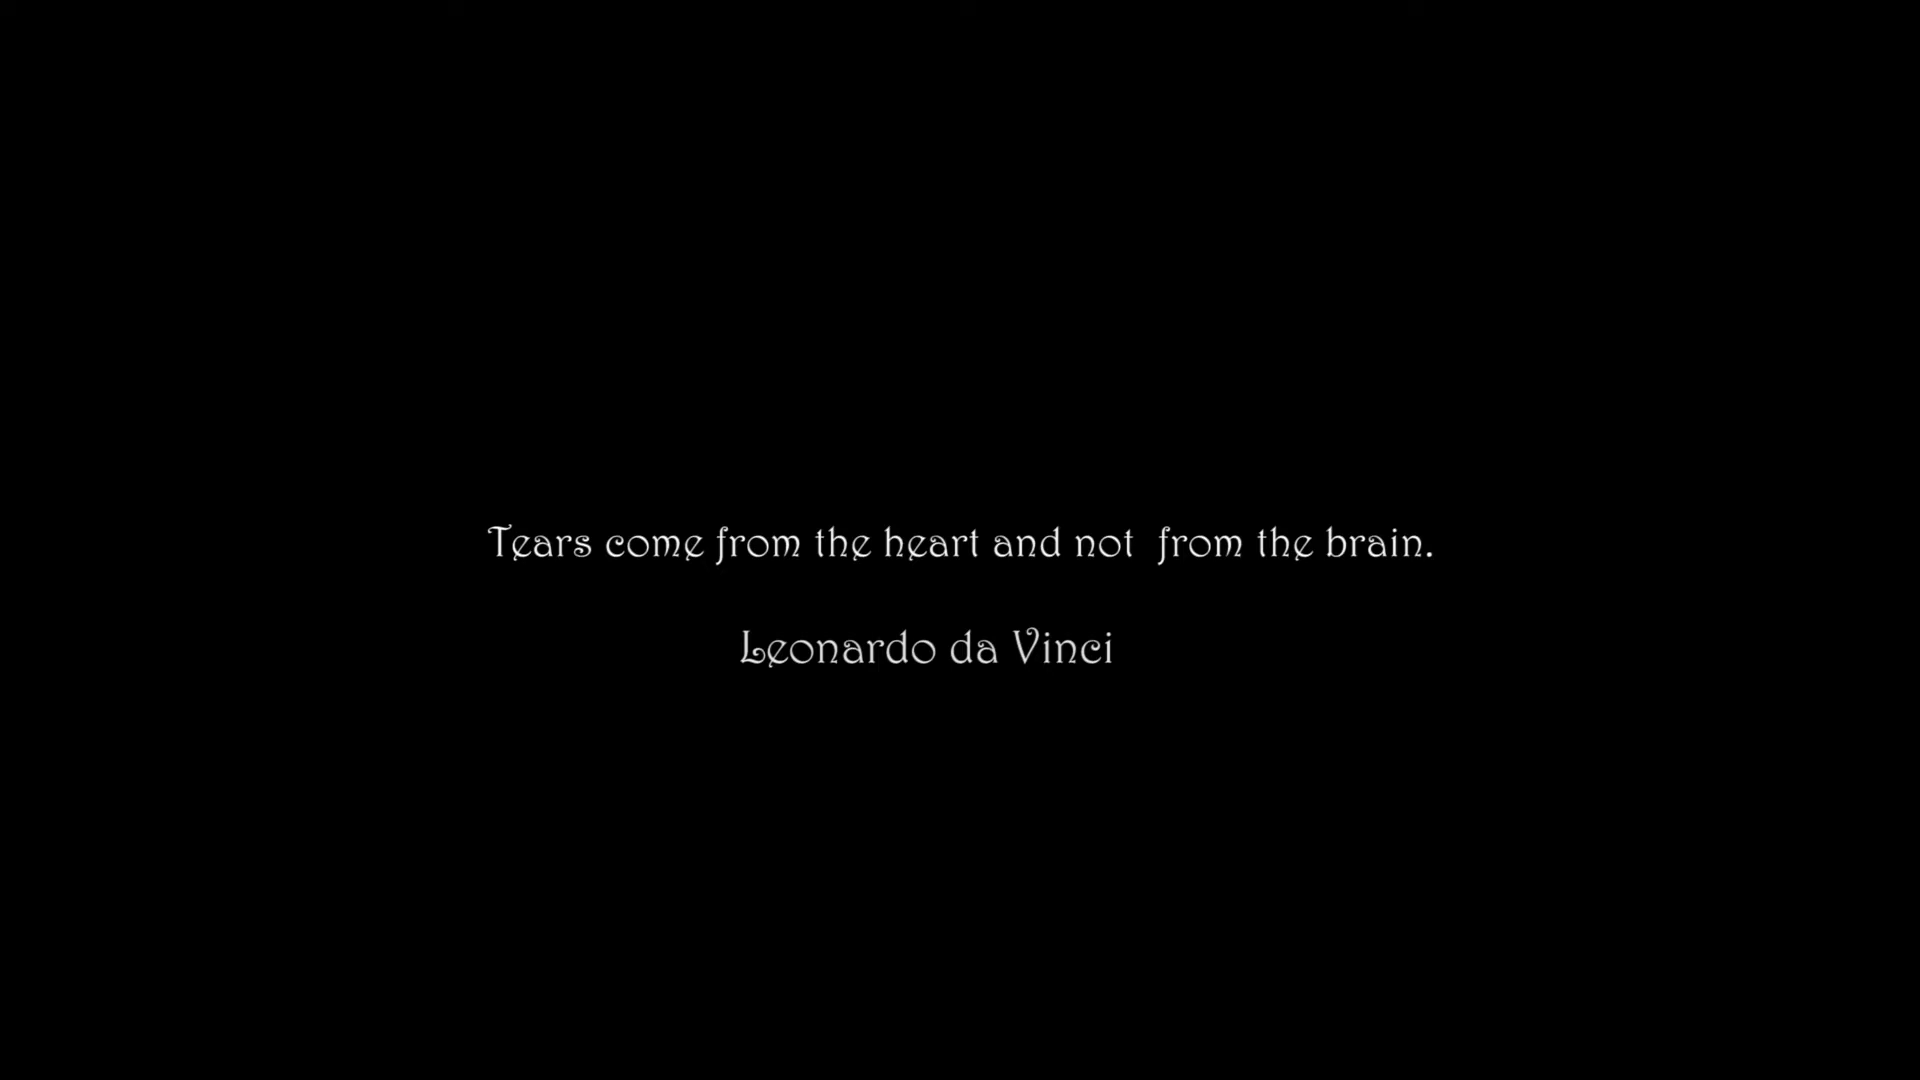 Tears come from the heart and not  from the brain.
Leonardo da Vinci